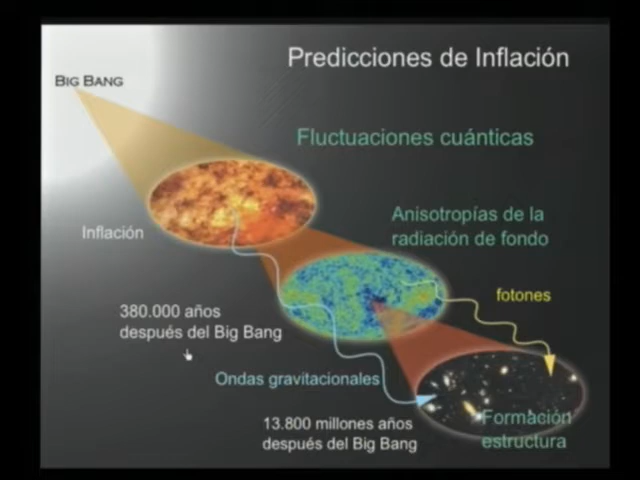 Predicciones de Inflación
BIG BANG
Fluctuaciones cuánticas
Anisotropías de la
radiación de fondo
Inflación
fotones
380.000 años
después del Big Bang
Ondas gravitacionales
Formación
estructura
13.800 millones años
después del Big Bang